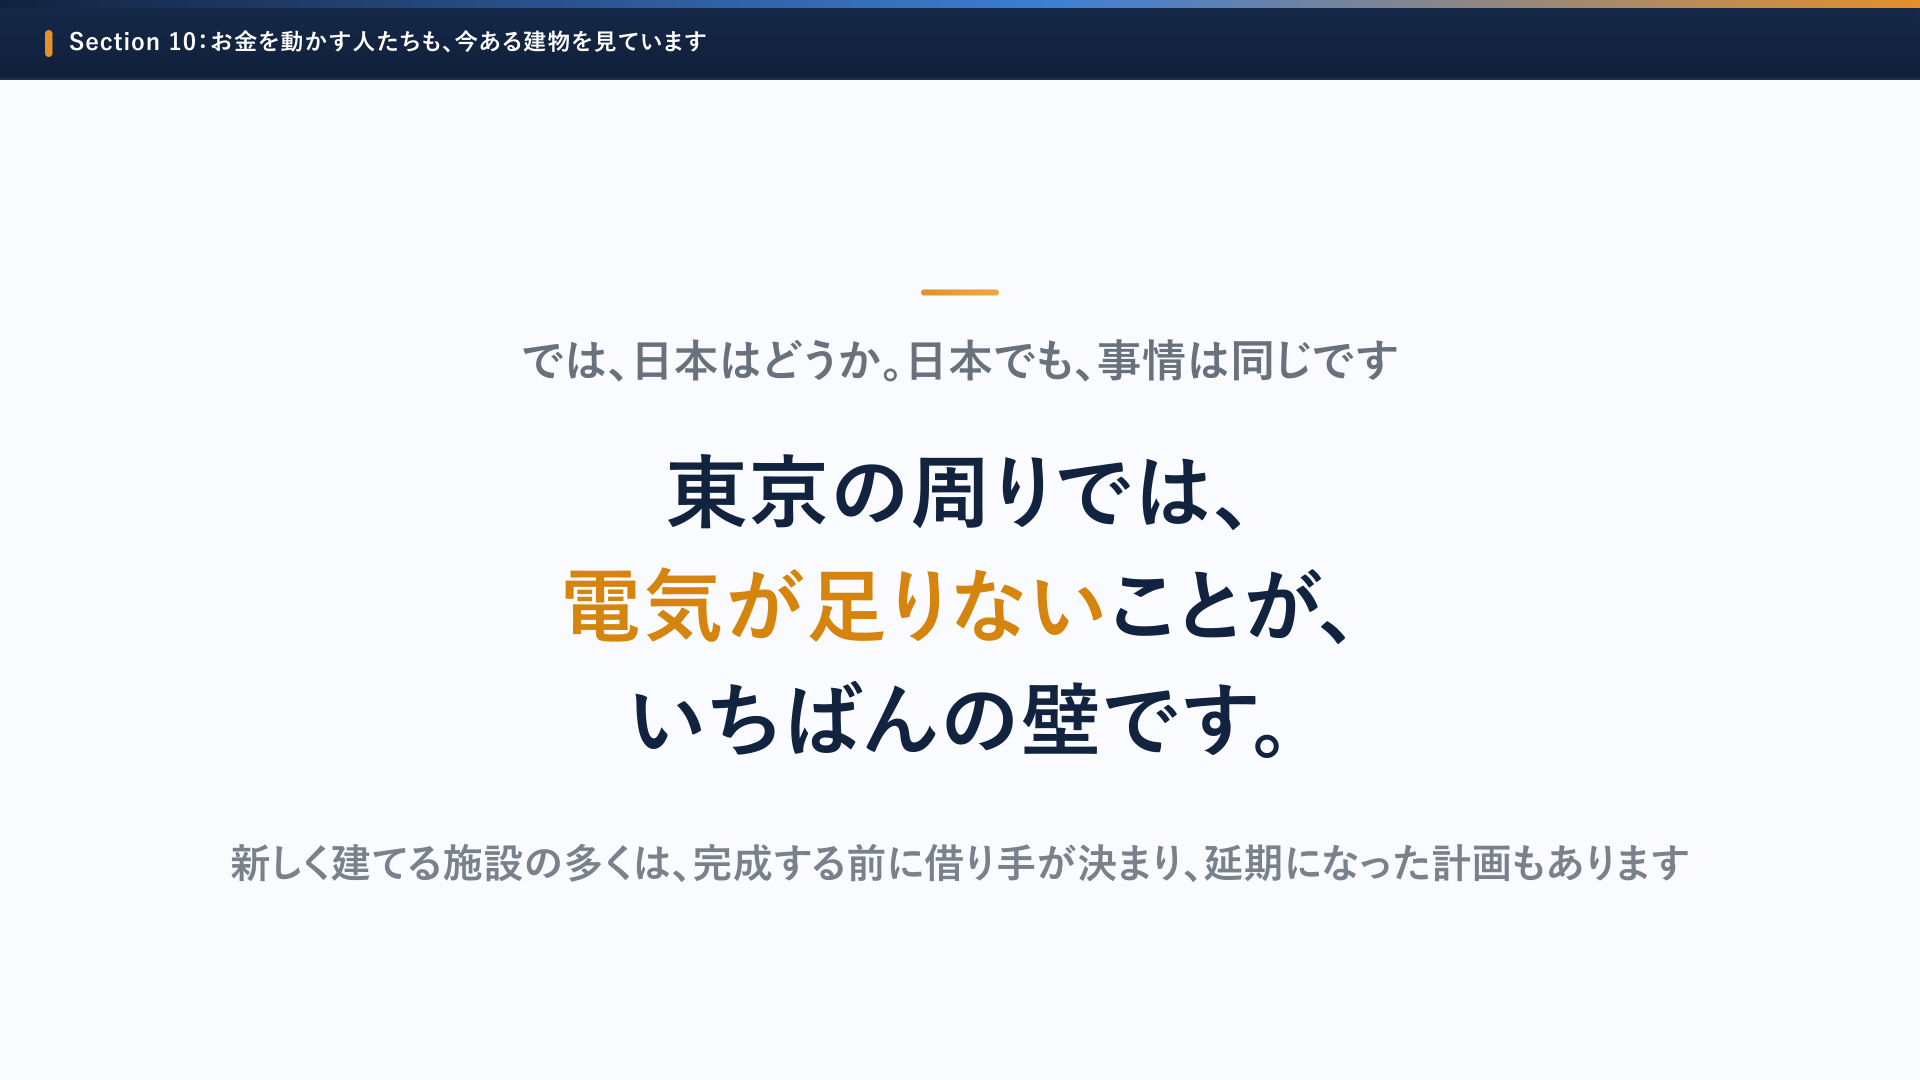 Section 10：お金を動かす人たちも、今ある建物を見ています
では、日本はどうか。日本でも、事情は同じです
東京の周りでは、
電気が足りないことが、
いちばんの壁です。
新しく建てる施設の多くは、完成する前に借り手が決まり、延期になった計画もあります